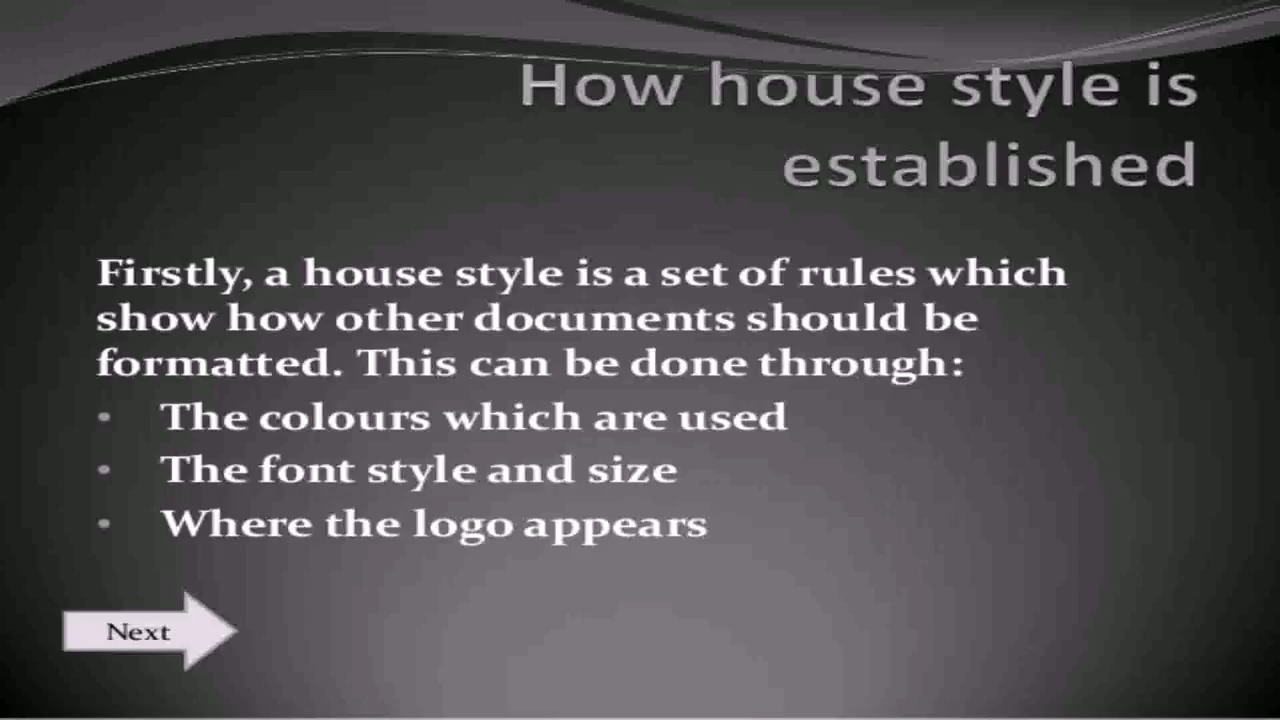 How house style is
established
Firstly, a house style is a set of rules which
show how other documents should be
formatted. This can be done through:
• The colours which are used
• The font style and size
• Where the logo appears
Next